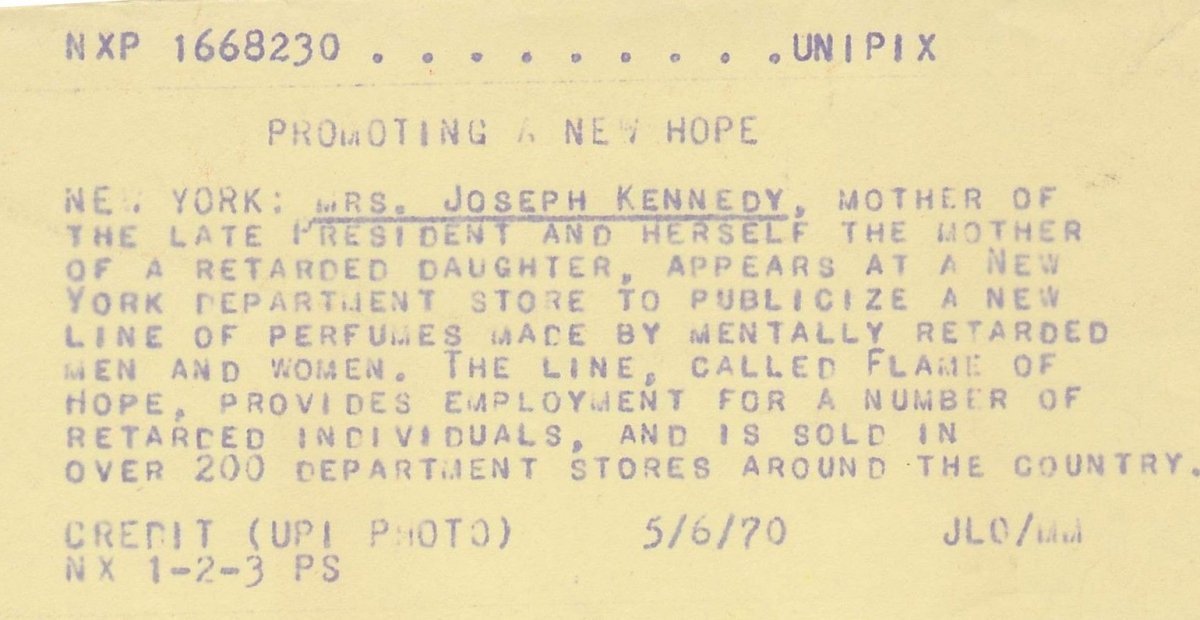 NXP 1668230 . . . . . . . . . .UNIPIX
PROMOTING A NEW HOPE
NEW YORK: MRS. JOSEPH KENNEDY, MOTHER OF
THE LATE PRESIDENT AND HERSELF THE MOTHER
OF A RETARDED DAUGHTER, APPEARS AT A NEW
YORK DEPARTMENT STORE TO PUBLICIZE A NEW
LINE OF PERFUMES MADE BY MENTALLY RETARDED
MEN AND WOMEN. THE LINE, CALLED FLAME OF
HOPE, PROVIDES EMPLOYMENT FOR A NUMBER OF
RETARDED INDIVIDUALS, AND IS SOLD IN
OVER 200 DEPARTMENT STORES AROUND THE COUNTRY.
CREDIT (UPI PHOTO) 5/6/70 JLO/MM
NX 1-2-3 PS